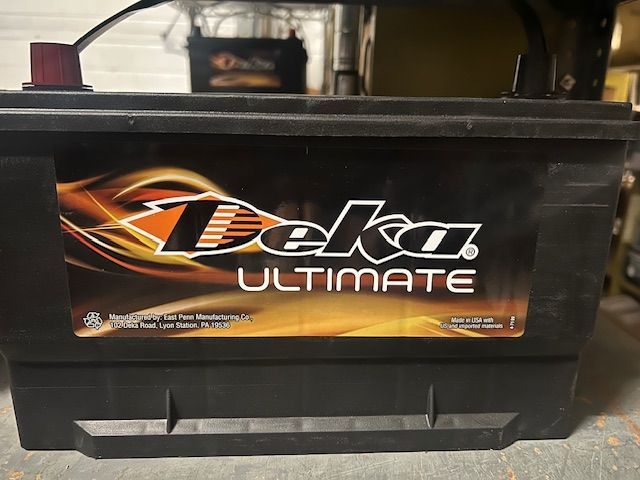 Deka®
ULTIMATE
Manufactured by: East Penn Manufacturing Co.,
102 Deka Road, Lyon Station, PA 19536
Made in USA with
US and imported materials